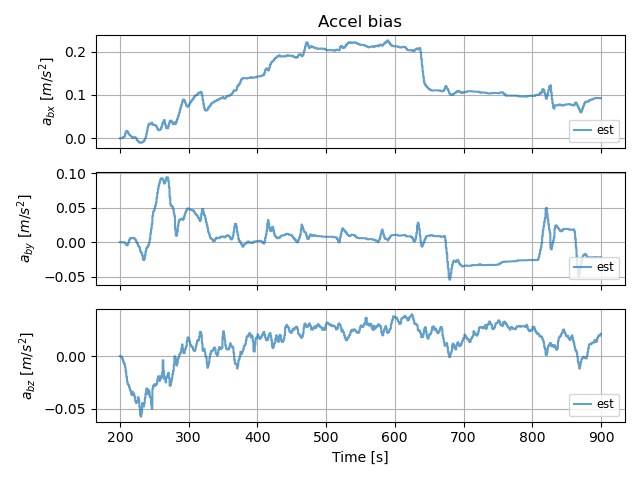 Accel bias
0.2
0.1
0.0
a_bx [m/s²]
est
0.10
0.05
0.00
−0.05
a_by [m/s²]
est
0.00
−0.05
a_bz [m/s²]
est
200 300 400 500 600 700 800 900
Time [s]